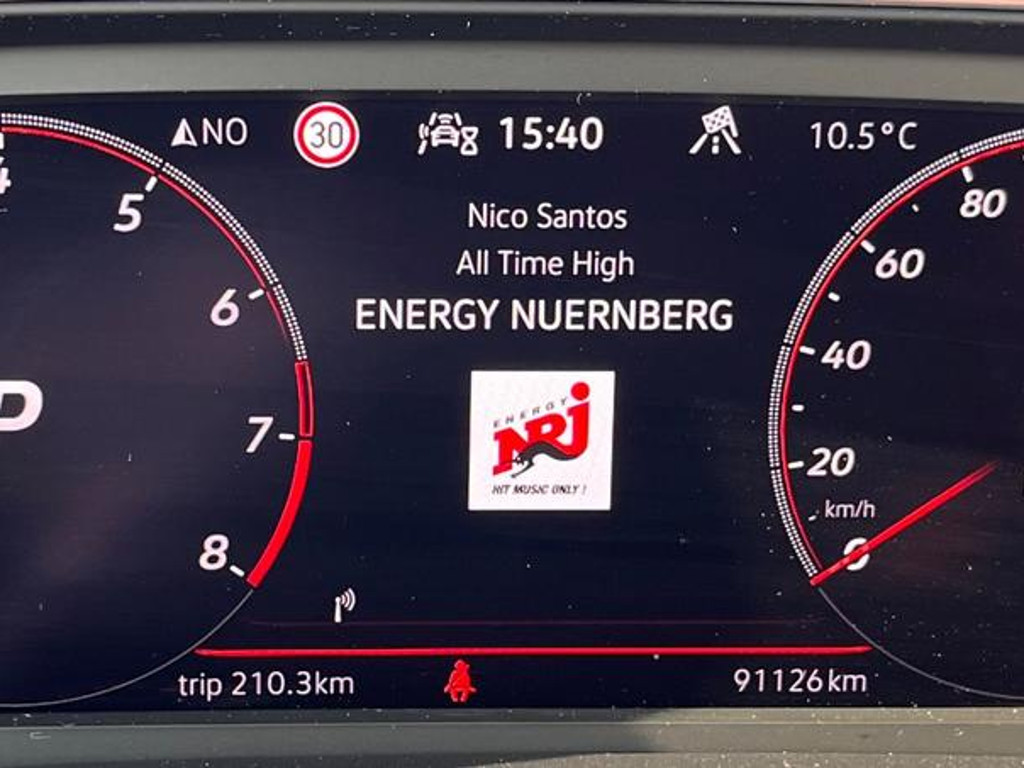 NO
30
15:40
10.5°C
4
5
6
7
8
D
Nico Santos
All Time High
ENERGY NUERNBERG
ENERGY
NRJ
HIT MUSIC ONLY!
80
60
40
20
km/h
0
trip 210.3km
91126km